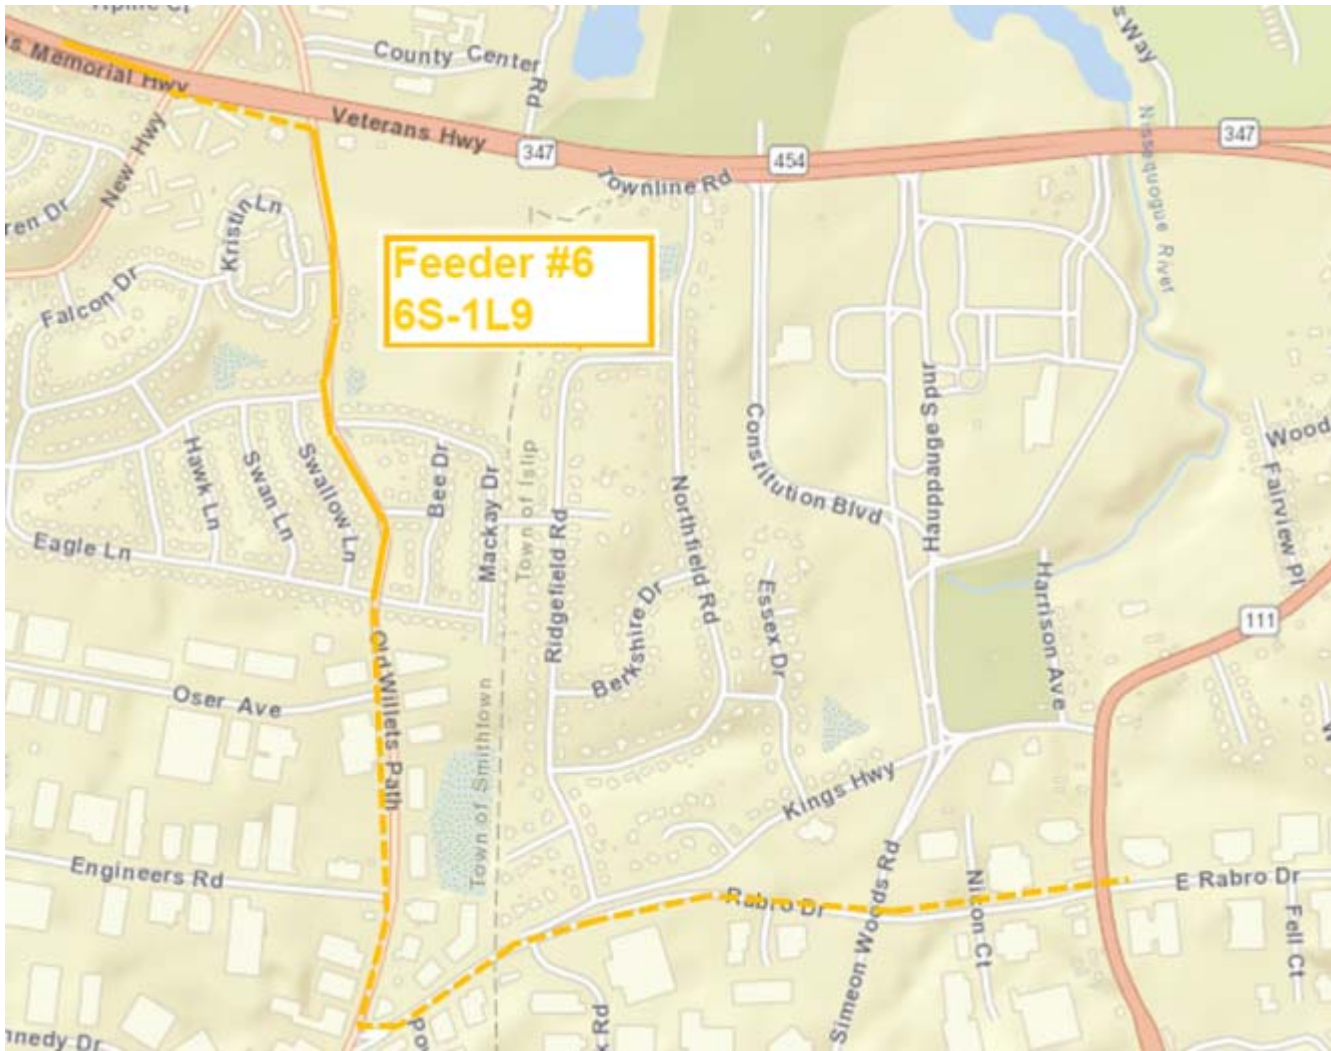 County Center
Rd
s Memorial Hwy
Veterans Hwy
347
454
347
s Way
Nissequogue River
New Hwy
Townline Rd
ren Dr
Kristin Ln
Falcon Dr
Feeder #6
6S-1L9
Hauppauge Spur
Constitution Blvd
Wood
Fairview Pl
Hawk Ln
Swan Ln
Swallow Ln
Bee Dr
Mackay Dr
Town of Islip
Ridgefield Rd
Northfield Rd
Eagle Ln
Berkshire Dr
Essex Dr
Harrison Ave
111
Oser Ave
Old Willets Path
Town of Smithtown
Kings Hwy
Engineers Rd
Rabro Dr
Simeon Woods Rd
Nixon Ct
E Rabro Dr
Fell Ct
nnedy Dr
Pow
k Rd